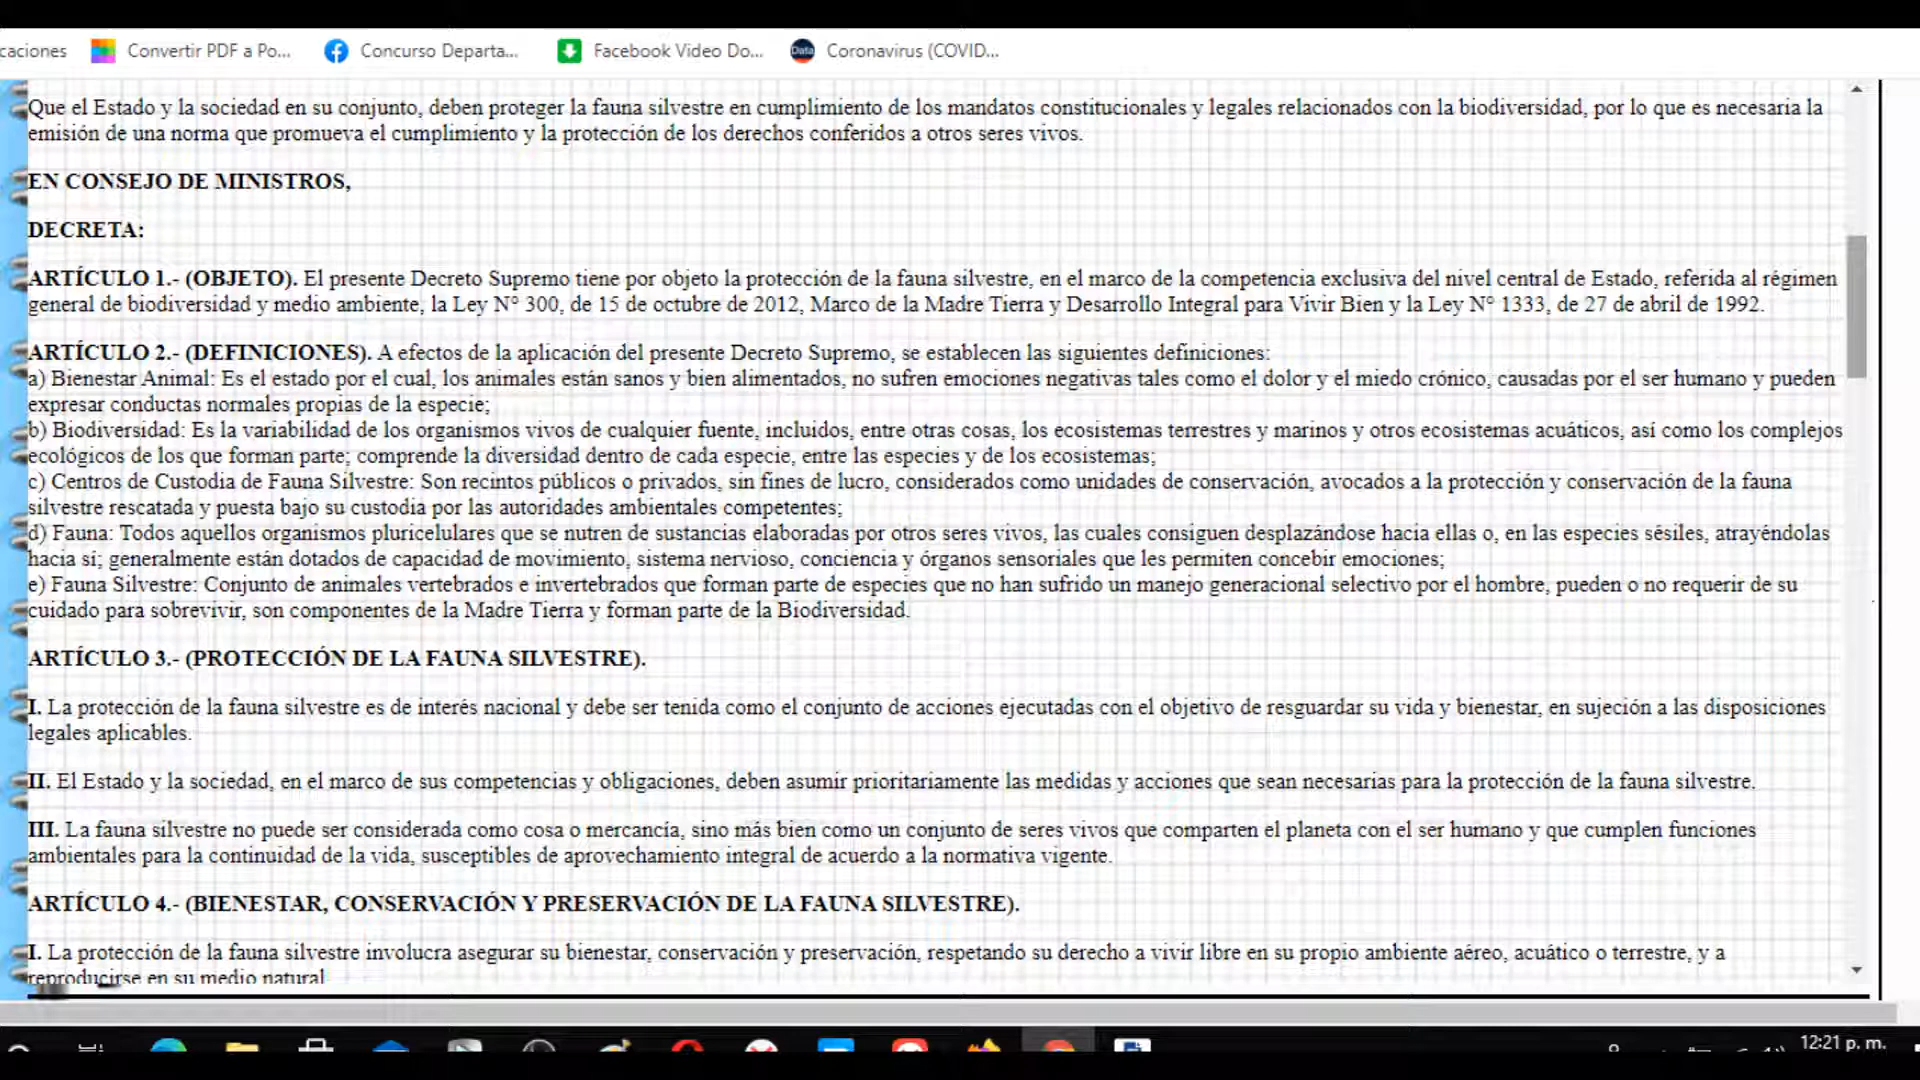 caciones
Convertir PDF a Po...
Concurso Departa...
Facebook Video Do...
Data
Coronavirus (COVID...
Que el Estado y la sociedad en su conjunto, deben proteger la fauna silvestre en cumplimiento de los mandatos constitucionales y legales relacionados con la biodiversidad, por lo que es necesaria la
emisión de una norma que promueva el cumplimiento y la protección de los derechos conferidos a otros seres vivos.
EN CONSEJO DE MINISTROS,
DECRETA:
ARTÍCULO 1.- (OBJETO). El presente Decreto Supremo tiene por objeto la protección de la fauna silvestre, en el marco de la competencia exclusiva del nivel central de Estado, referida al régimen
general de biodiversidad y medio ambiente, la Ley N° 300, de 15 de octubre de 2012, Marco de la Madre Tierra y Desarrollo Integral para Vivir Bien y la Ley N° 1333, de 27 de abril de 1992.
ARTÍCULO 2.- (DEFINICIONES). A efectos de la aplicación del presente Decreto Supremo, se establecen las siguientes definiciones:
a) Bienestar Animal: Es el estado por el cual, los animales están sanos y bien alimentados, no sufren emociones negativas tales como el dolor y el miedo crónico, causadas por el ser humano y pueden
expresar conductas normales propias de la especie;
b) Biodiversidad: Es la variabilidad de los organismos vivos de cualquier fuente, incluidos, entre otras cosas, los ecosistemas terrestres y marinos y otros ecosistemas acuáticos, así como los complejos
ecológicos de los que forman parte; comprende la diversidad dentro de cada especie, entre las especies y de los ecosistemas;
c) Centros de Custodia de Fauna Silvestre: Son recintos públicos o privados, sin fines de lucro, considerados como unidades de conservación, avocados a la protección y conservación de la fauna
silvestre rescatada y puesta bajo su custodia por las autoridades ambientales competentes;
d) Fauna: Todos aquellos organismos pluricelulares que se nutren de sustancias elaboradas por otros seres vivos, las cuales consiguen desplazándose hacia ellas o, en las especies sésiles, atrayéndolas
hacia sí; generalmente están dotados de capacidad de movimiento, sistema nervioso, conciencia y órganos sensoriales que les permiten concebir emociones;
e) Fauna Silvestre: Conjunto de animales vertebrados e invertebrados que forman parte de especies que no han sufrido un manejo generacional selectivo por el hombre, pueden o no requerir de su
cuidado para sobrevivir, son componentes de la Madre Tierra y forman parte de la Biodiversidad.
ARTÍCULO 3.- (PROTECCIÓN DE LA FAUNA SILVESTRE).
I. La protección de la fauna silvestre es de interés nacional y debe ser tenida como el conjunto de acciones ejecutadas con el objetivo de resguardar su vida y bienestar, en sujeción a las disposiciones
legales aplicables.
II. El Estado y la sociedad, en el marco de sus competencias y obligaciones, deben asumir prioritariamente las medidas y acciones que sean necesarias para la protección de la fauna silvestre.
III. La fauna silvestre no puede ser considerada como cosa o mercancía, sino más bien como un conjunto de seres vivos que comparten el planeta con el ser humano y que cumplen funciones
ambientales para la continuidad de la vida, susceptibles de aprovechamiento integral de acuerdo a la normativa vigente.
ARTÍCULO 4.- (BIENESTAR, CONSERVACIÓN Y PRESERVACIÓN DE LA FAUNA SILVESTRE).
I. La protección de la fauna silvestre involucra asegurar su bienestar, conservación y preservación, respetando su derecho a vivir libre en su propio ambiente aéreo, acuático o terrestre, y a
reproducirse en su medio natural
12:21 p. m.